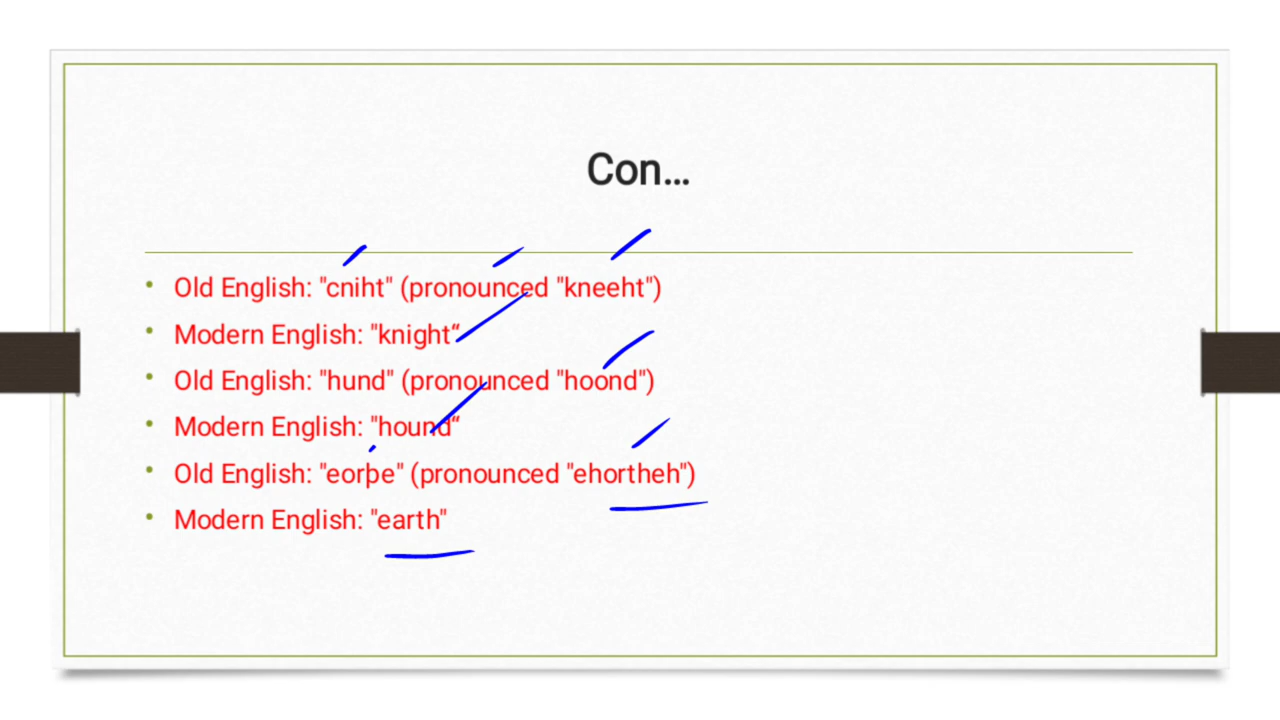 Con...
• Old English: "cniht" (pronounced "kneeht")
• Modern English: "knight“
• Old English: "hund" (pronounced "hoond")
• Modern English: "hound“
• Old English: "eorþe" (pronounced "ehortheh")
• Modern English: "earth"